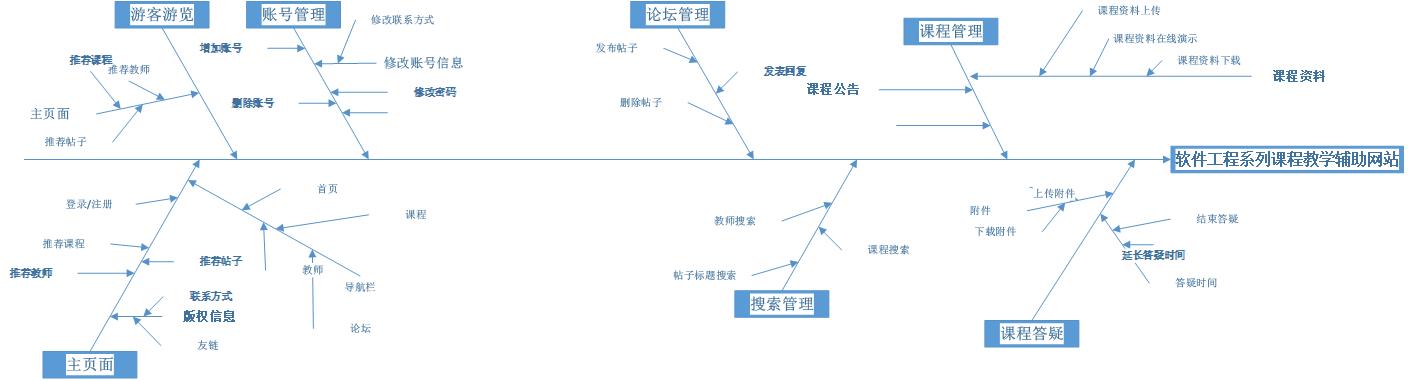 游客游览
账号管理
论坛管理
课程管理
修改联系方式
增加账号
修改账号信息
推荐课程
推荐教师
修改密码
删除账号
主页面
推荐帖子
发布帖子
发表回复
删除帖子
课程资料上传
课程资料在线演示
课程资料下载
课程资料
课程公告
软件工程系列课程教学辅助网站
登录/注册
首页
课程
推荐课程
推荐帖子
推荐教师
教师
导航栏
联系方式
版权信息
友链
论坛
主页面
教师搜索
课程搜索
帖子标题搜索
搜索管理
上传附件
附件
下载附件
结束答疑
延长答疑时间
答疑时间
课程答疑